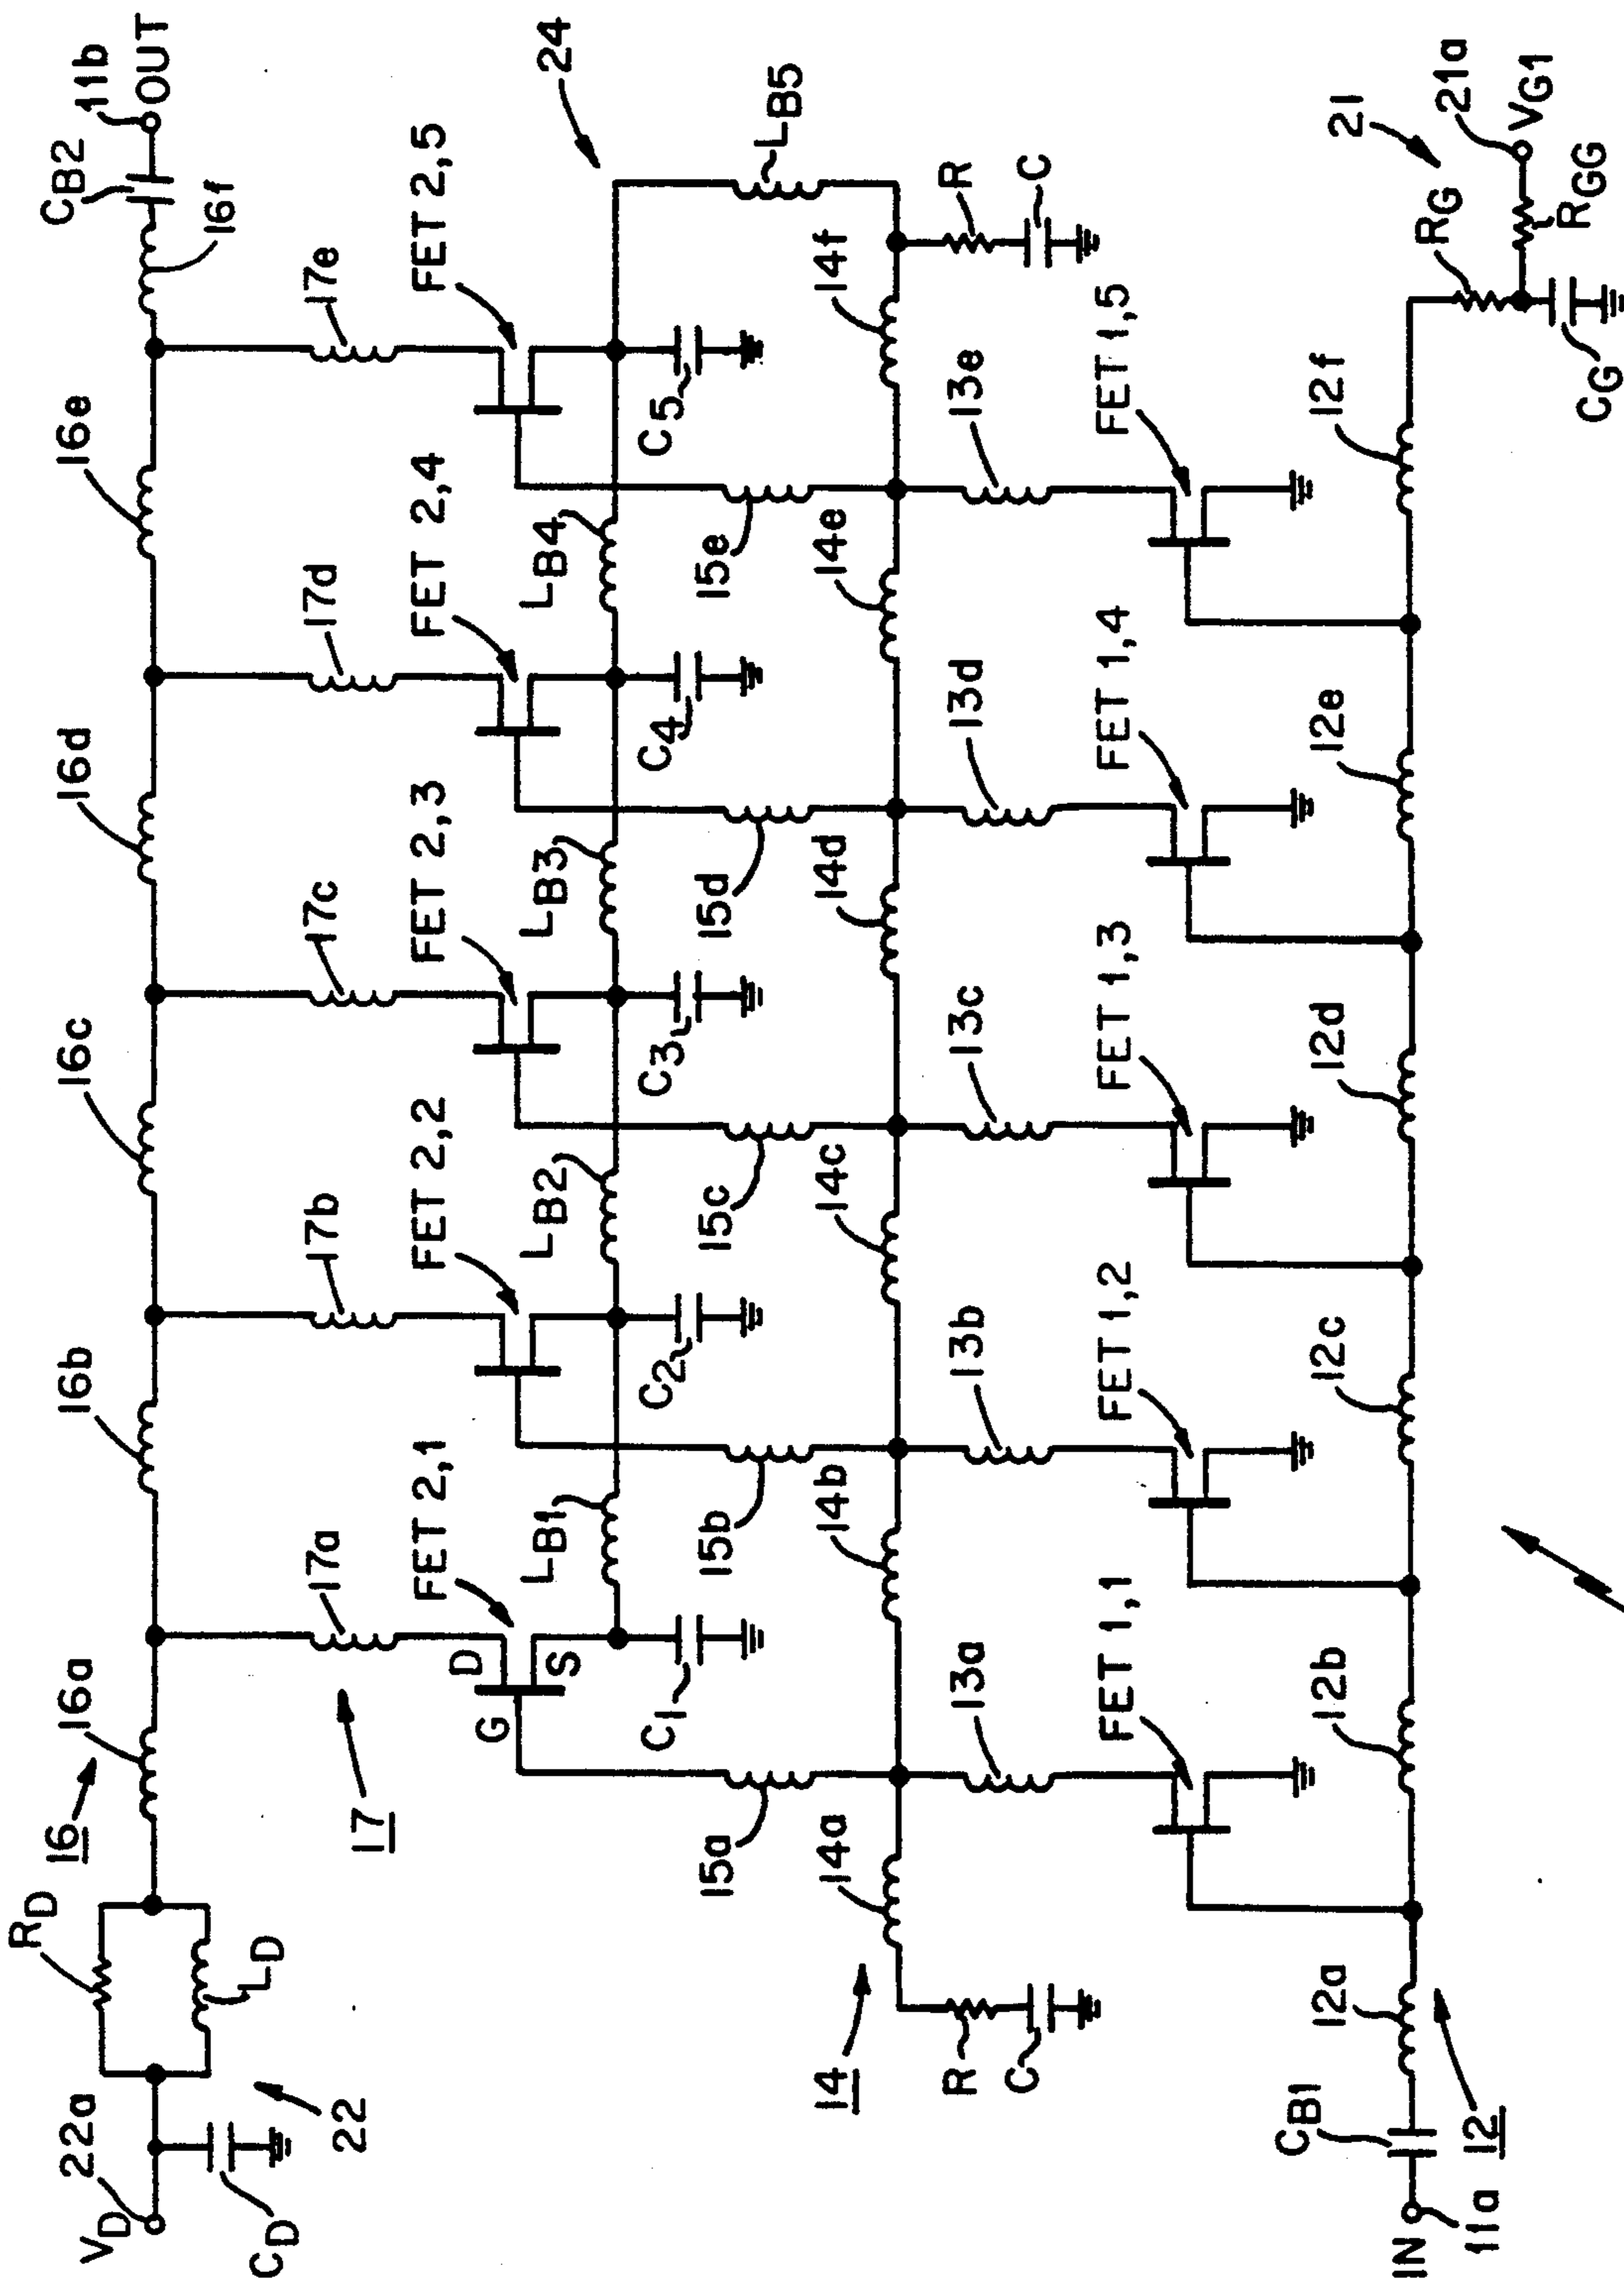 VD
22a
CD
22
RD
LD
16
16a
16b
16c
16d
16e
16f
CB2
11b
OUT
17
17a
17b
17c
17d
17e
FET 2,1
FET 2,2
FET 2,3
FET 2,4
FET 2,5
24
D
G
S
LB1
LB2
LB3
LB4
LB5
C1
C2
C3
C4
C5
15a
15b
15c
15d
15e
14
14a
14b
14c
14d
14e
14f
R
C
R
C
13a
13b
13c
13d
13e
FET 1,1
FET 1,2
FET 1,3
FET 1,4
FET 1,5
21
21a
VG1
RG
RGG
CG
IN
11a
CB1
12
12a
12b
12c
12d
12e
12f